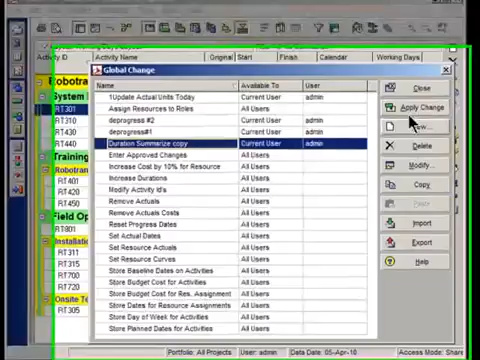 Activity ID Activity Name Original Start Finish Calendar Working Days
Global Change
Name Available To User
1Update Actual Units Today Current User admin
Assign Resources to Roles All Users
deprogress #2 Current User admin
deprogress#1 Current User admin
Duration Summarize copy Current User admin
Enter Approved Changes All Users
Increase Cost by 10% for Resource All Users
Increase Durations All Users
Modify Activity Ids All Users
Remove Actuals All Users
Remove Actuals Costs All Users
Reset Progress Dates All Users
Set Actual Dates All Users
Set Resource Actuals All Users
Set Resource Curves All Users
Store Baseline Dates on Activities All Users
Store Budget Cost for Activities All Users
Store Budget Cost for Res. Assignment All Users
Store Dates for Resource Assignments All Users
Store Day of Week for Activity All Users
Store Planned Dates for Activities All Users
Close
Apply Change
New...
Delete
Modify...
Copy
Import
Export
Help
Robotra
System
RT301
RT310
RT430
RT440
Training
RT401
RT420
RT450
Field Op
RT801
Installatio
RT311
RT315
RT700
RT720
Onsite Te
RT305
Portfolio: All Projects User: admin Data Date: 05-Apr-10 Access Mode: Share